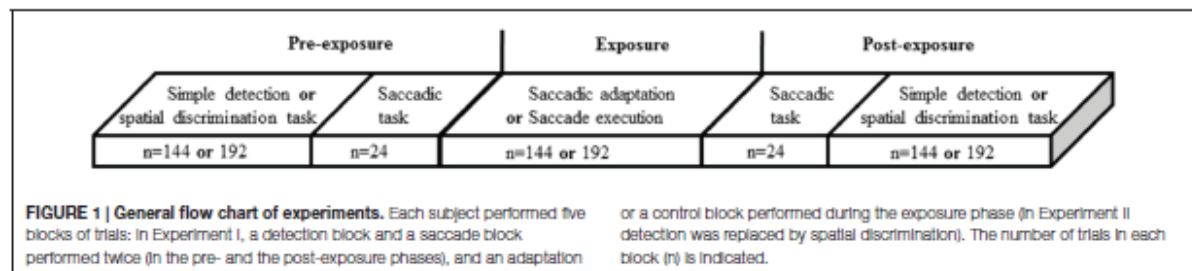 Pre-exposure Exposure Post-exposure
Simple detection or spatial discrimination task
Saccadic task
Saccadic adaptation or Saccade execution
Saccadic task
Simple detection or spatial discrimination task
n=144 or 192 n=24 n=144 or 192 n=24 n=144 or 192
FIGURE 1 | General flow chart of experiments. Each subject performed five
blocks of trials: in Experiment I, a detection block and a saccade block
performed twice (in the pre- and the post-exposure phases), and an adaptation
or a control block performed during the exposure phase (in Experiment II
detection was replaced by spatial discrimination). The number of trials in each
block (n) is indicated.